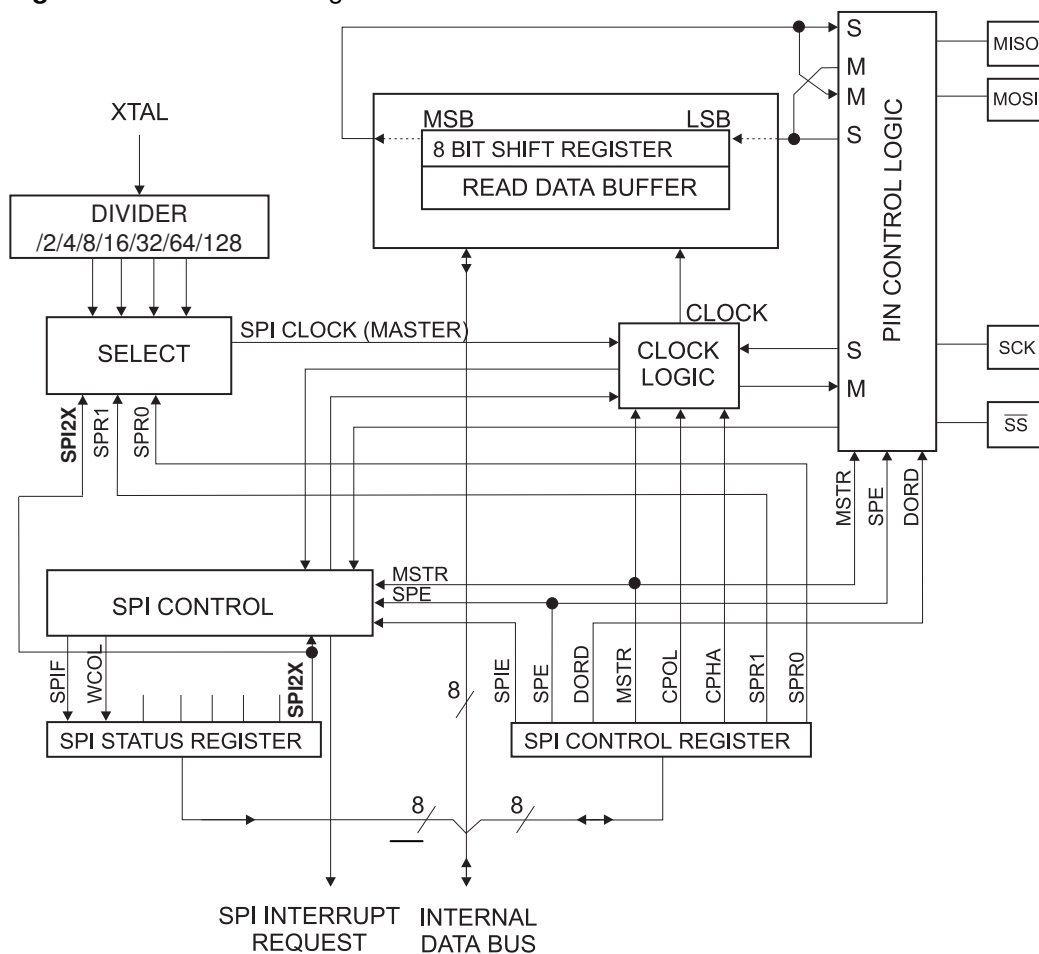 S
MISO
M
M
MOSI
S
XTAL
MSB
LSB
8 BIT SHIFT REGISTER
READ DATA BUFFER
DIVIDER
/2/4/8/16/32/64/128
PIN CONTROL LOGIC
SPI CLOCK (MASTER)
CLOCK
SELECT
CLOCK
LOGIC
S
M
SCK
SS
SPI2X
SPR1
SPR0
MSTR
SPE
DORD
MSTR
SPE
SPI CONTROL
SPIF
WCOL
SPI2X
8
SPIE
SPE
DORD
MSTR
CPOL
CPHA
SPR1
SPR0
SPI STATUS REGISTER
SPI CONTROL REGISTER
8
8
SPI INTERRUPT
REQUEST
INTERNAL
DATA BUS